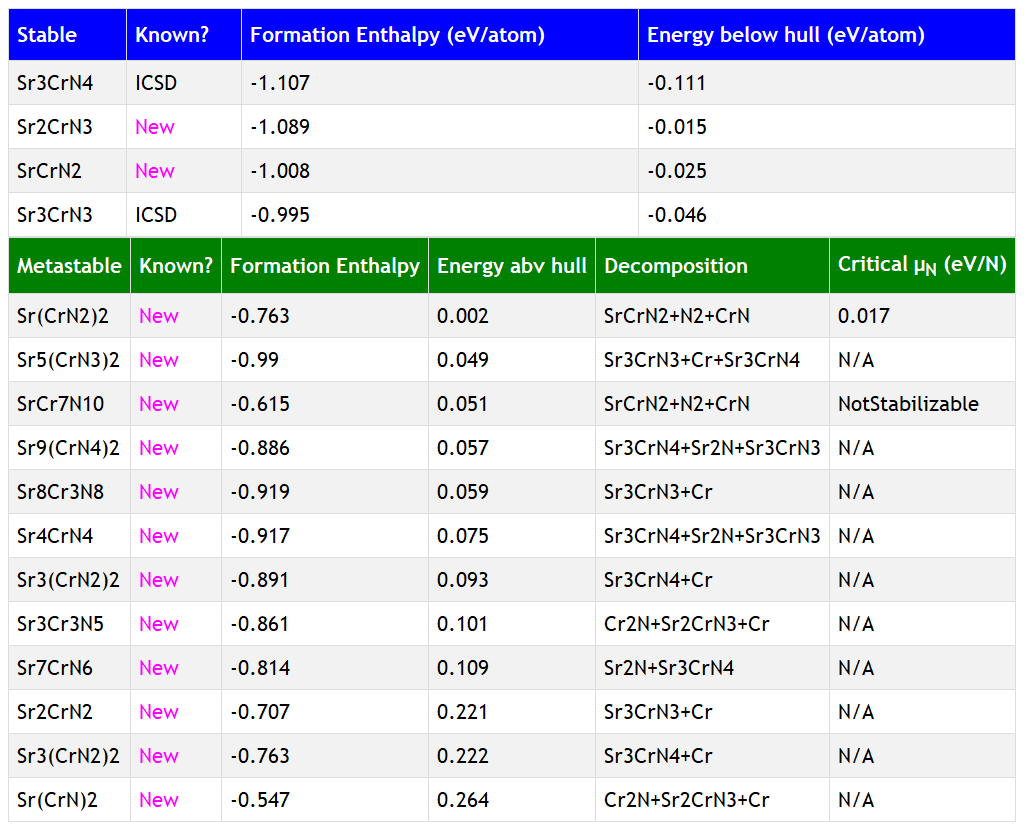 Stable Known? Formation Enthalpy (eV/atom) Energy below hull (eV/atom)
Sr3CrN4 ICSD -1.107 -0.111
Sr2CrN3 New -1.089 -0.015
SrCrN2 New -1.008 -0.025
Sr3CrN3 ICSD -0.995 -0.046
Metastable Known? Formation Enthalpy Energy abv hull Decomposition Critical μN (eV/N)
Sr(CrN2)2 New -0.763 0.002 SrCrN2+N2+CrN 0.017
Sr5(CrN3)2 New -0.99 0.049 Sr3CrN3+Cr+Sr3CrN4 N/A
SrCr7N10 New -0.615 0.051 SrCrN2+N2+CrN NotStabilizable
Sr9(CrN4)2 New -0.886 0.057 Sr3CrN4+Sr2N+Sr3CrN3 N/A
Sr8Cr3N8 New -0.919 0.059 Sr3CrN3+Cr N/A
Sr4CrN4 New -0.917 0.075 Sr3CrN4+Sr2N+Sr3CrN3 N/A
Sr3(CrN2)2 New -0.891 0.093 Sr3CrN4+Cr N/A
Sr3Cr3N5 New -0.861 0.101 Cr2N+Sr2CrN3+Cr N/A
Sr7CrN6 New -0.814 0.109 Sr2N+Sr3CrN4 N/A
Sr2CrN2 New -0.707 0.221 Sr3CrN3+Cr N/A
Sr3(CrN2)2 New -0.763 0.222 Sr3CrN4+Cr N/A
Sr(CrN)2 New -0.547 0.264 Cr2N+Sr2CrN3+Cr N/A